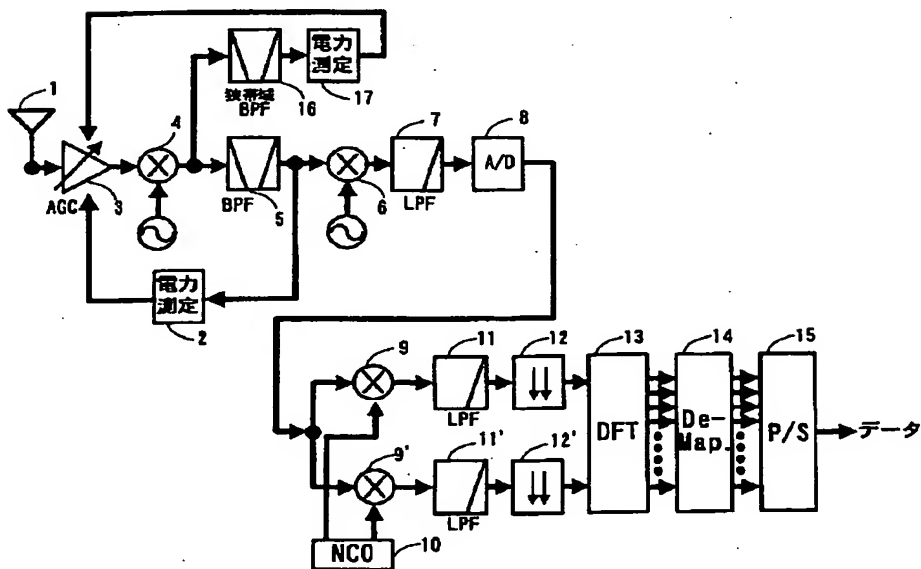 電力
測定
17
狭帯域
BPF
16
1
4
7
8
A/D
AGC
3
BPF
5
6
LPF
電力
測定
2
9
11
12
13
14
15
LPF
DFT
De-
Map.
P/S
データ
9'
11'
12'
LPF
NCO
10